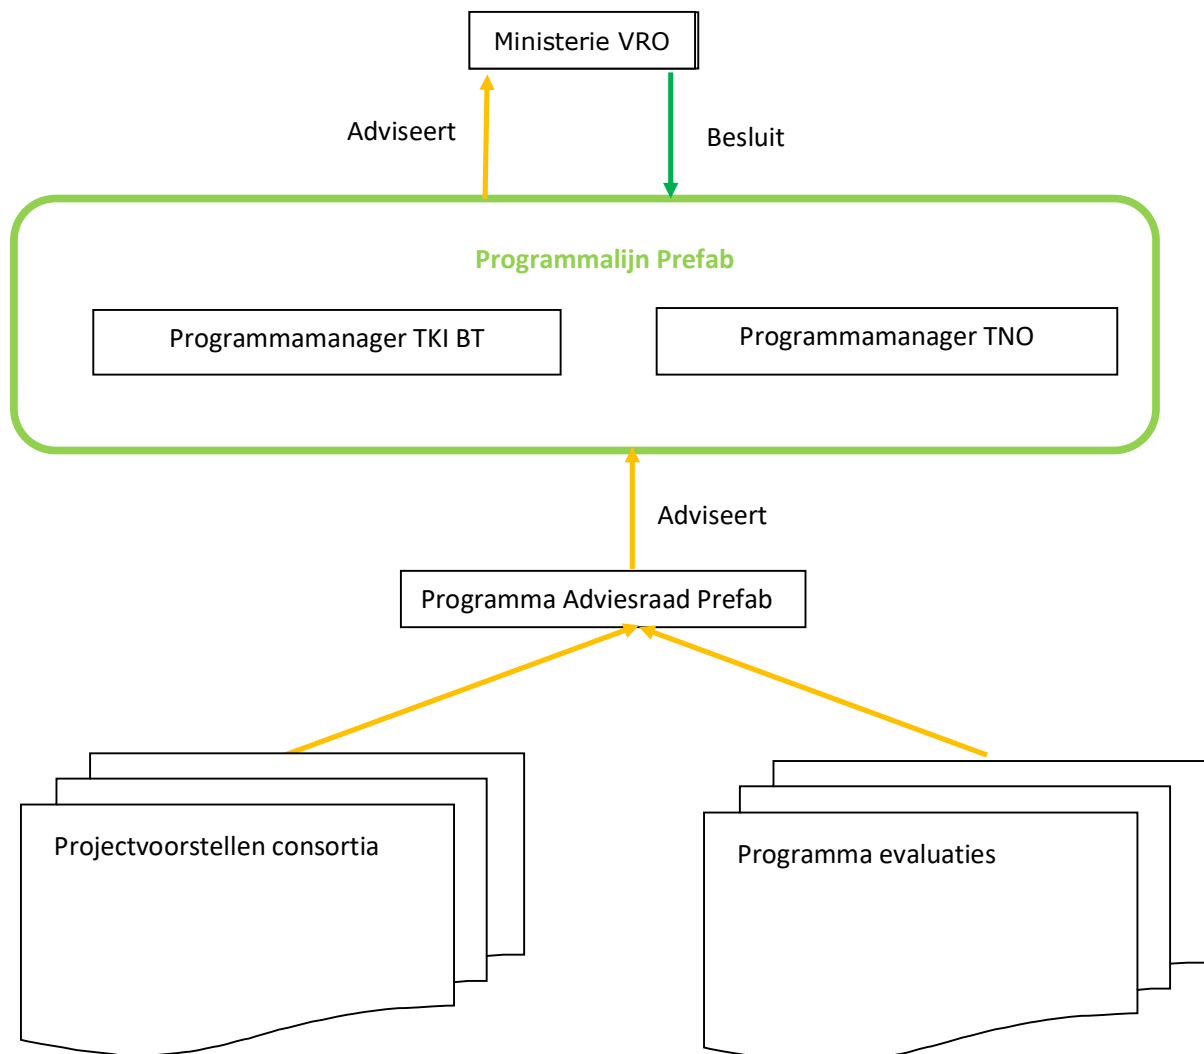 Ministerie VRO
Adviseert
Besluit
Programmalijn Prefab
Programmamanager TKI BT
Programmamanager TNO
Adviseert
Programma Adviesraad Prefab
Projectvoorstellen consortia
Programma evaluaties